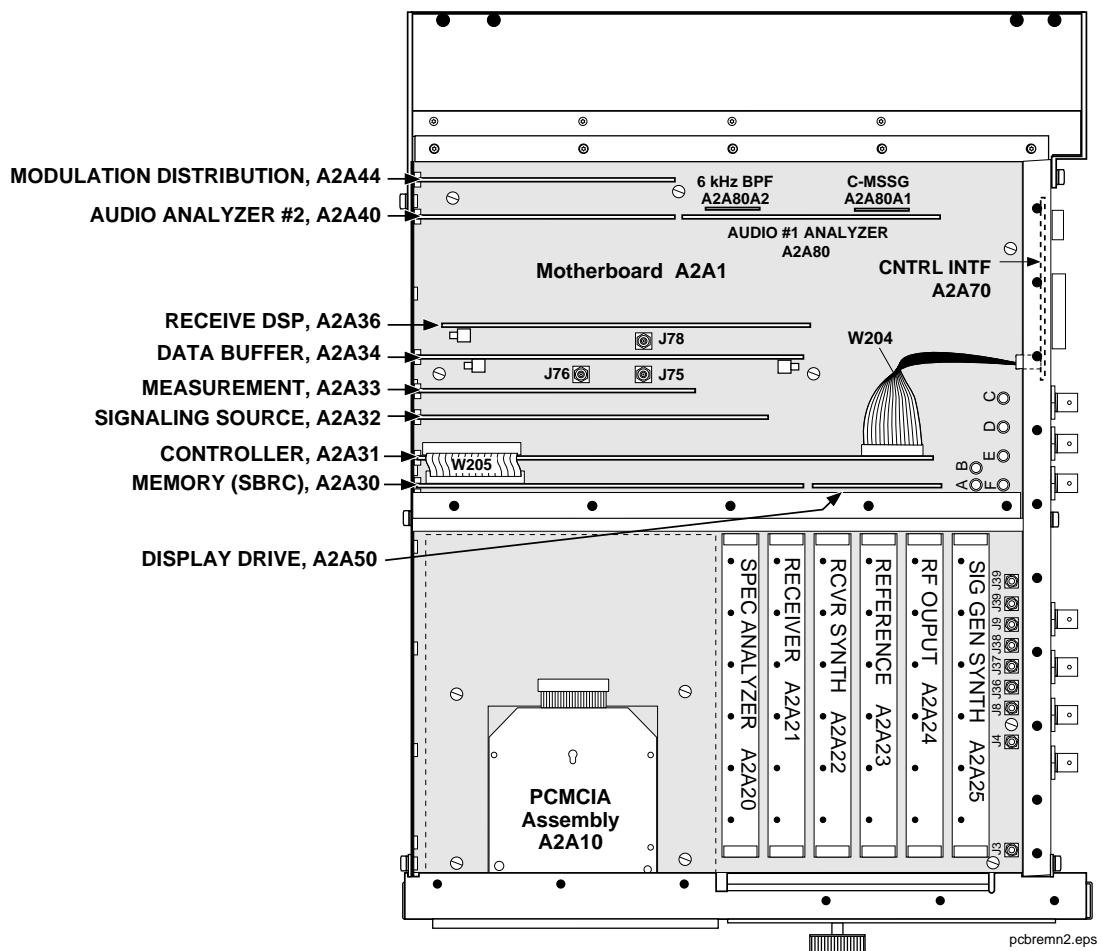 MODULATION DISTRIBUTION, A2A44
AUDIO ANALYZER #2, A2A40
6 kHz BPF
A2A80A2
C-MSSG
A2A80A1
AUDIO #1 ANALYZER
A2A80
Motherboard A2A1
CNTRL INTF
A2A70
RECEIVE DSP, A2A36
J78
DATA BUFFER, A2A34
W204
J76
J75
MEASUREMENT, A2A33
SIGNALING SOURCE, A2A32
C
D
CONTROLLER, A2A31
W205
E
B
MEMORY (SBRC), A2A30
A
F
DISPLAY DRIVE, A2A50
SPEC ANALYZER A2A20
RECEIVER A2A21
RCVR SYNTH A2A22
REFERENCE A2A23
RF OUPUT A2A24
SIG GEN SYNTH A2A25
J39
J39
J9
J38
J37
J36
J8
J4
J3
PCMCIA
Assembly
A2A10
pcbremn2.eps